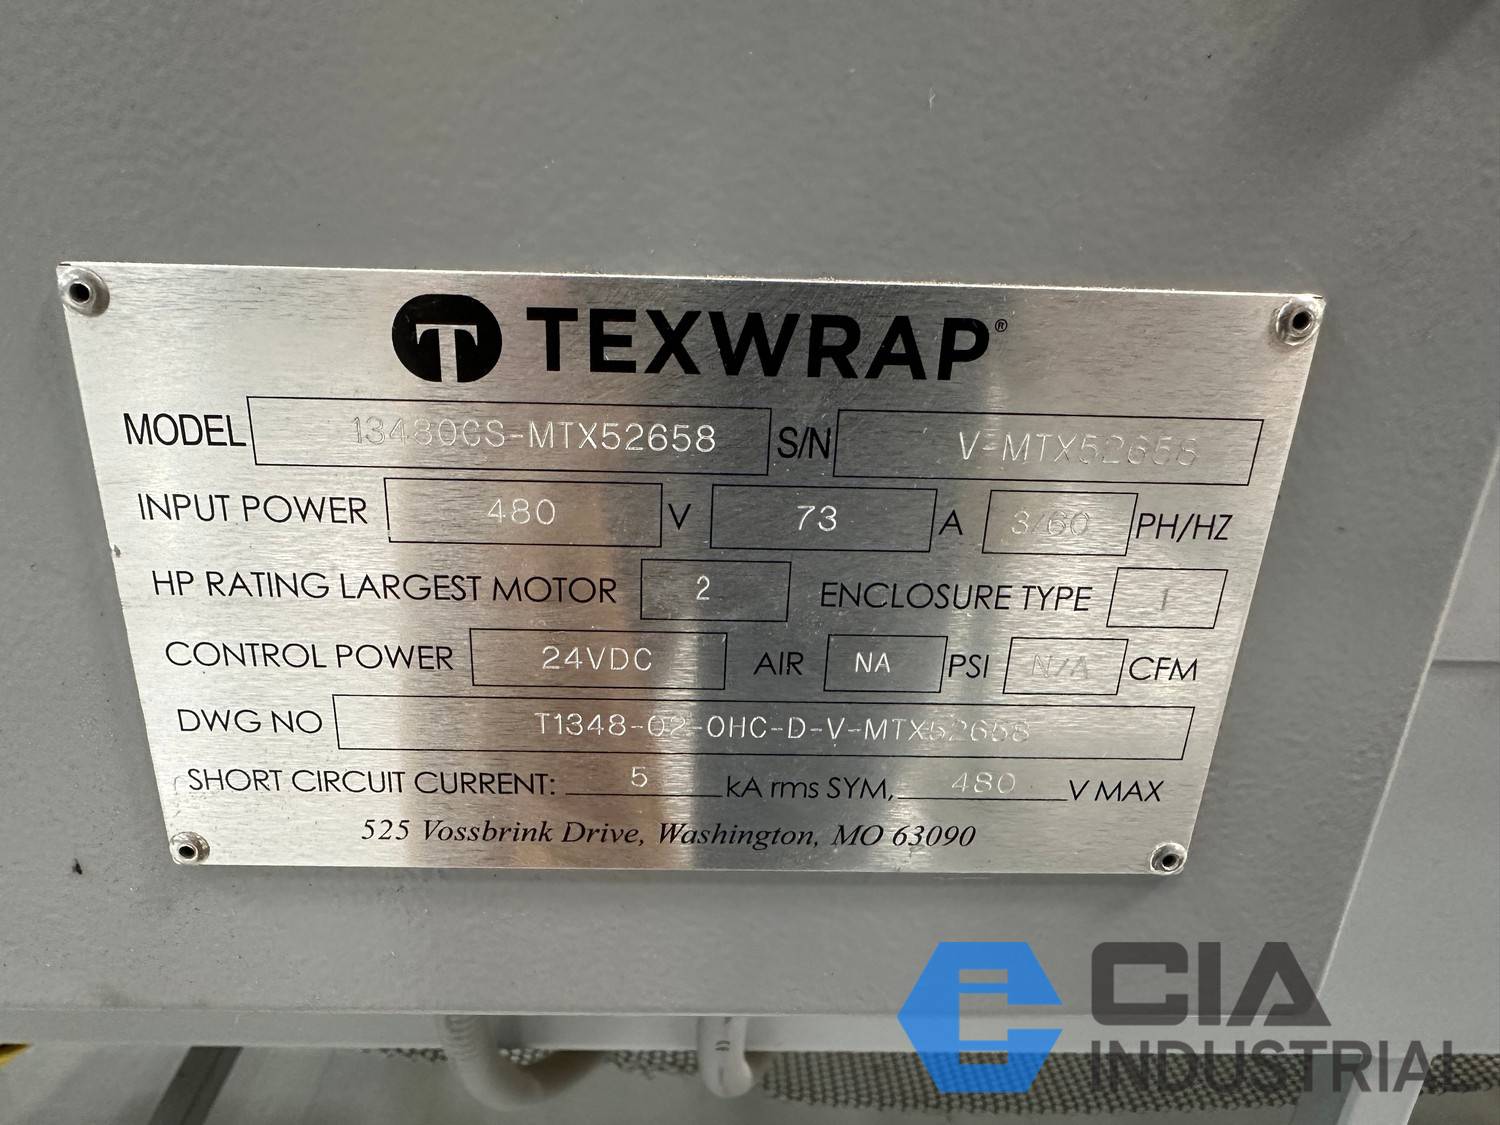 T TEXWRAP®
MODEL 13480CS-MTX52658 S/N V-MTX52658
INPUT POWER 480 V 73 A 3/60 PH/HZ
HP RATING LARGEST MOTOR 2 ENCLOSURE TYPE 1
CONTROL POWER 24VDC AIR NA PSI N/A CFM
DWG NO T1348-02-OHC-D-V-MTX52658
SHORT CIRCUIT CURRENT: 5 kA rms SYM, 480 V MAX
525 Vossbrink Drive, Washington, MO 63090
CIA
INDUSTRIAL